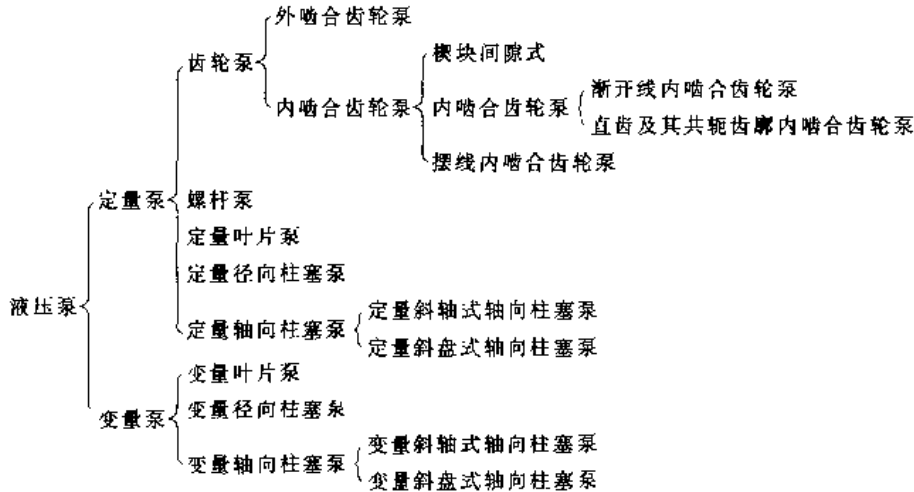 外啮合齿轮泵
齿轮泵
楔块间隙式
内啮合齿轮泵
内啮合齿轮泵
渐开线内啮合齿轮泵
直齿及其共轭齿廓内啮合齿轮泵
摆线内啮合齿轮泵
定量泵
螺杆泵
定量叶片泵
定量径向柱塞泵
液压泵
定量轴向柱塞泵
定量斜轴式轴向柱塞泵
定量斜盘式轴向柱塞泵
变量叶片泵
变量泵
变量径向柱塞泵
变量轴向柱塞泵
变量斜轴式轴向柱塞泵
变量斜盘式轴向柱塞泵